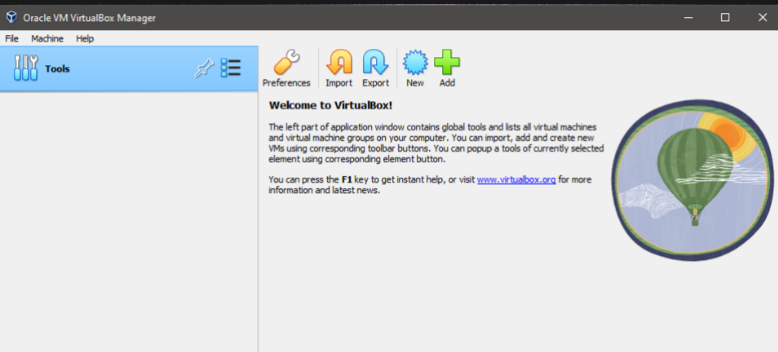 Oracle VM VirtualBox Manager
File Machine Help
Tools
Preferences Import Export New Add
Welcome to VirtualBox!
The left part of application window contains global tools and lists all virtual machines
and virtual machine groups on your computer. You can import, add and create new
VMs using corresponding toolbar buttons. You can popup a tools of currently selected
element using corresponding element button.
You can press the F1 key to get instant help, or visit www.virtualbox.org for more
information and latest news.